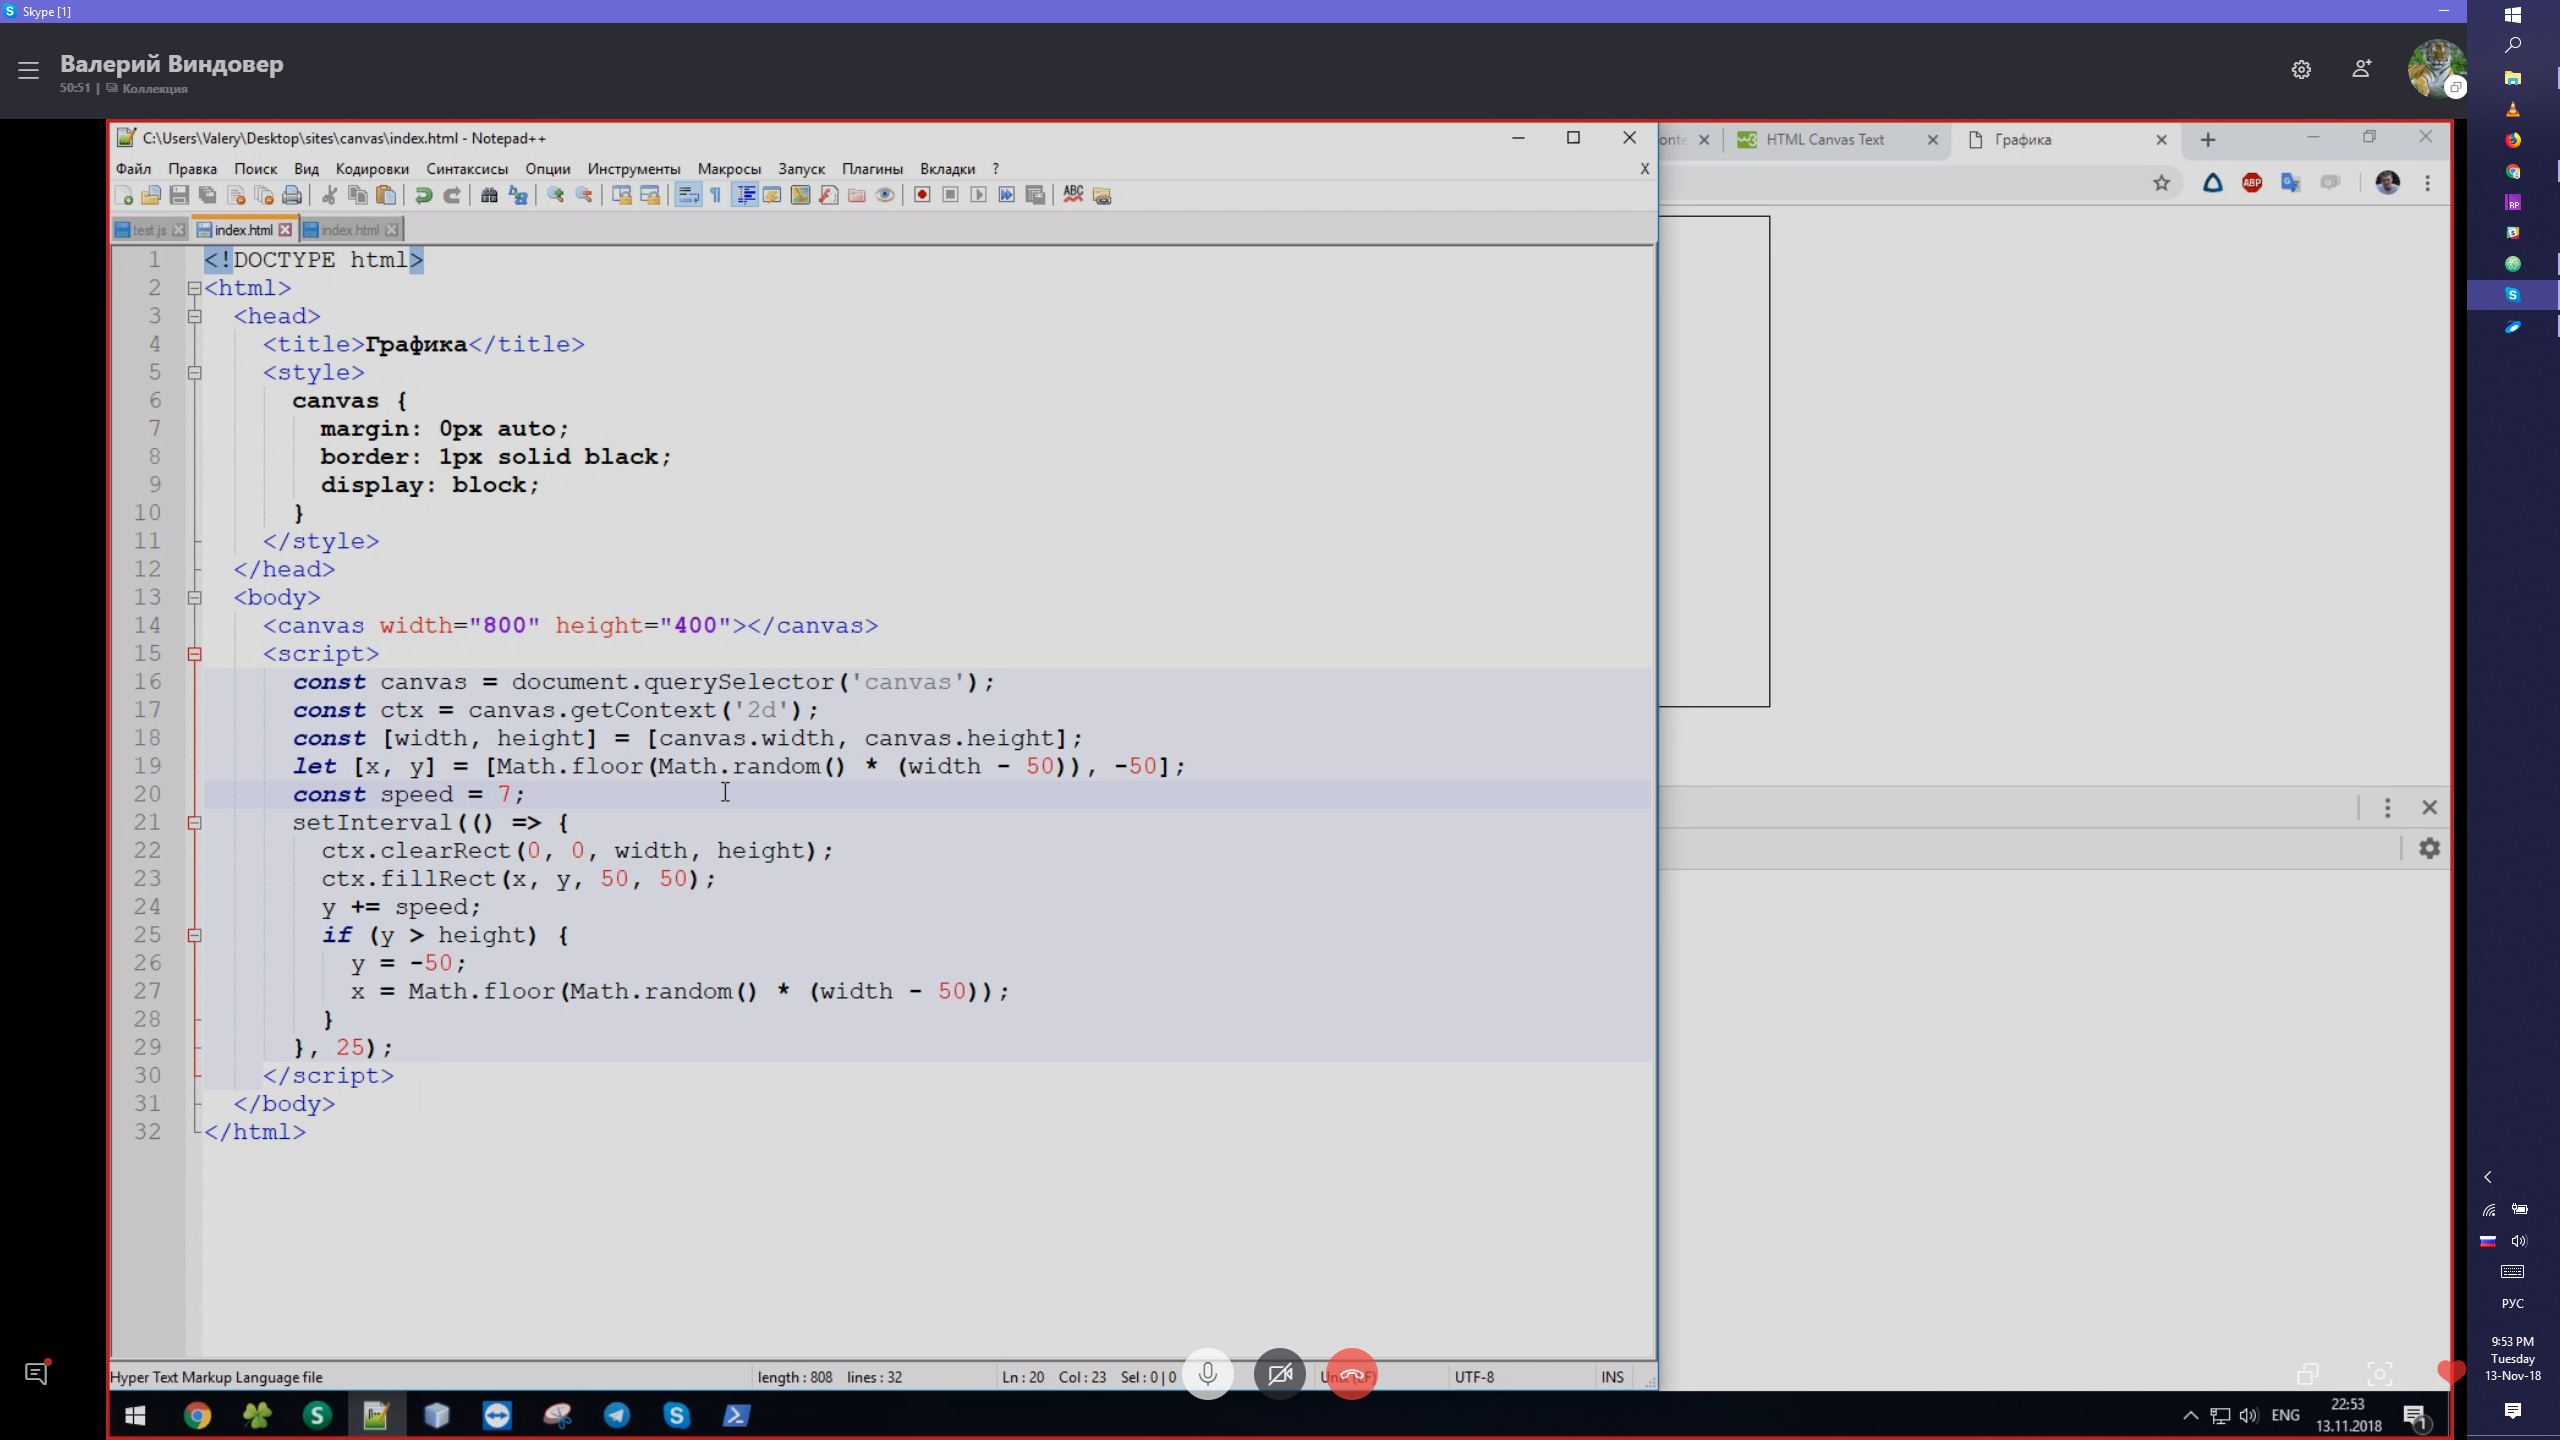 Skype [1]
Валерий Виндовер
50:51 | Коллекция
C:\Users\Valery\Desktop\sites\canvas\index.html - Notepad++
HTML Canvas Text
Графика
Файл Правка Поиск Вид Кодировки Синтаксисы Опции Инструменты Макросы Запуск Плагины Вкладки ? X
ABP
ABC
RP
test.js index.html index.html
1 <!DOCTYPE html>
2 <html>
3 <head>
4 <title>Графика</title>
5 <style>
6 canvas {
7 margin: 0px auto;
8 border: 1px solid black;
9 display: block;
10 }
11 </style>
12 </head>
13 <body>
14 <canvas width="800" height="400"></canvas>
15 <script>
16 const canvas = document.querySelector('canvas');
17 const ctx = canvas.getContext('2d');
18 const [width, height] = [canvas.width, canvas.height];
19 let [x, y] = [Math.floor(Math.random() * (width - 50)), -50];
20 const speed = 7;
21 setInterval(() => {
22 ctx.clearRect(0, 0, width, height);
23 ctx.fillRect(x, y, 50, 50);
24 y += speed;
25 if (y > height) {
26 y = -50;
27 x = Math.floor(Math.random() * (width - 50));
28 }
29 }, 25);
30 </script>
31 </body>
32 </html>
Hyper Text Markup Language file length : 808 lines : 32 Ln : 20 Col : 23 Sel : 0 | 0 Unix (LF) UTF-8 INS
ENG
22:53
13.11.2018
1
РУС
9:53 PM
Tuesday
13-Nov-18